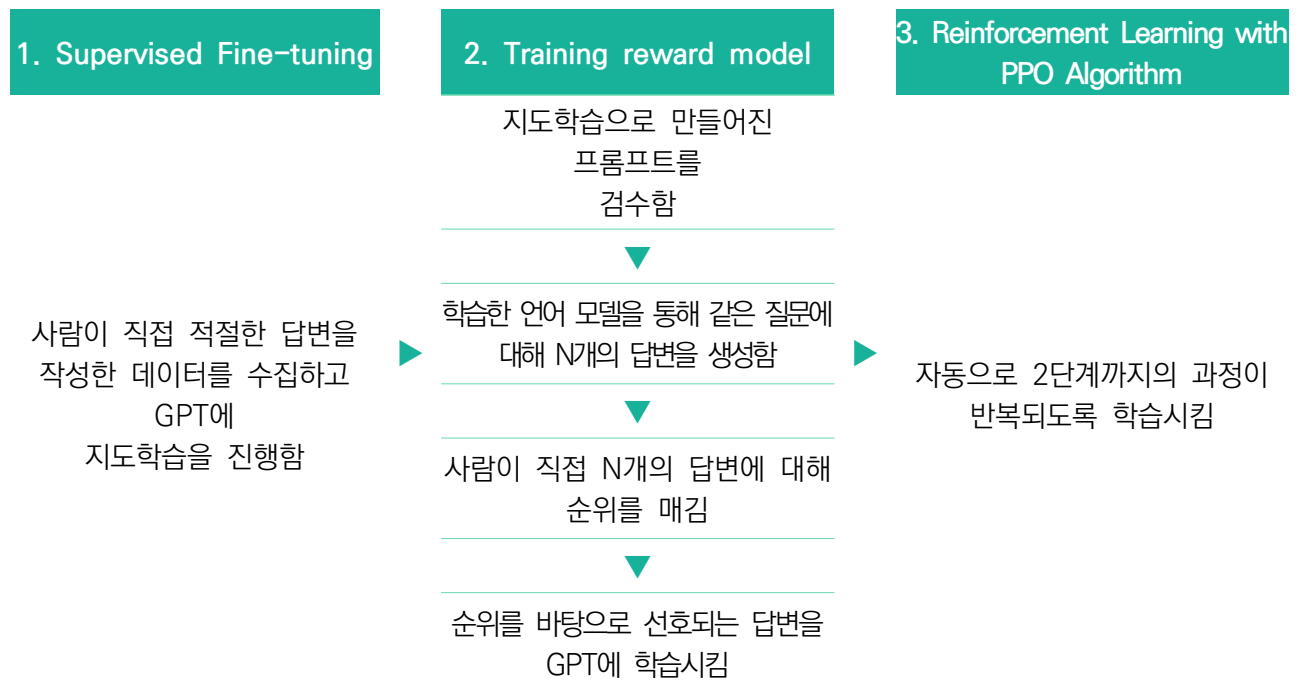 1. Supervised Fine-tuning
사람이 직접 적절한 답변을
작성한 데이터를 수집하고
GPT에
지도학습을 진행함
2. Training reward model
지도학습으로 만들어진
프롬프트를
검수함
학습한 언어 모델을 통해 같은 질문에
대해 N개의 답변을 생성함
사람이 직접 N개의 답변에 대해
순위를 매김
순위를 바탕으로 선호되는 답변을
GPT에 학습시킴
3. Reinforcement Learning with
PPO Algorithm
자동으로 2단계까지의 과정이
반복되도록 학습시킴